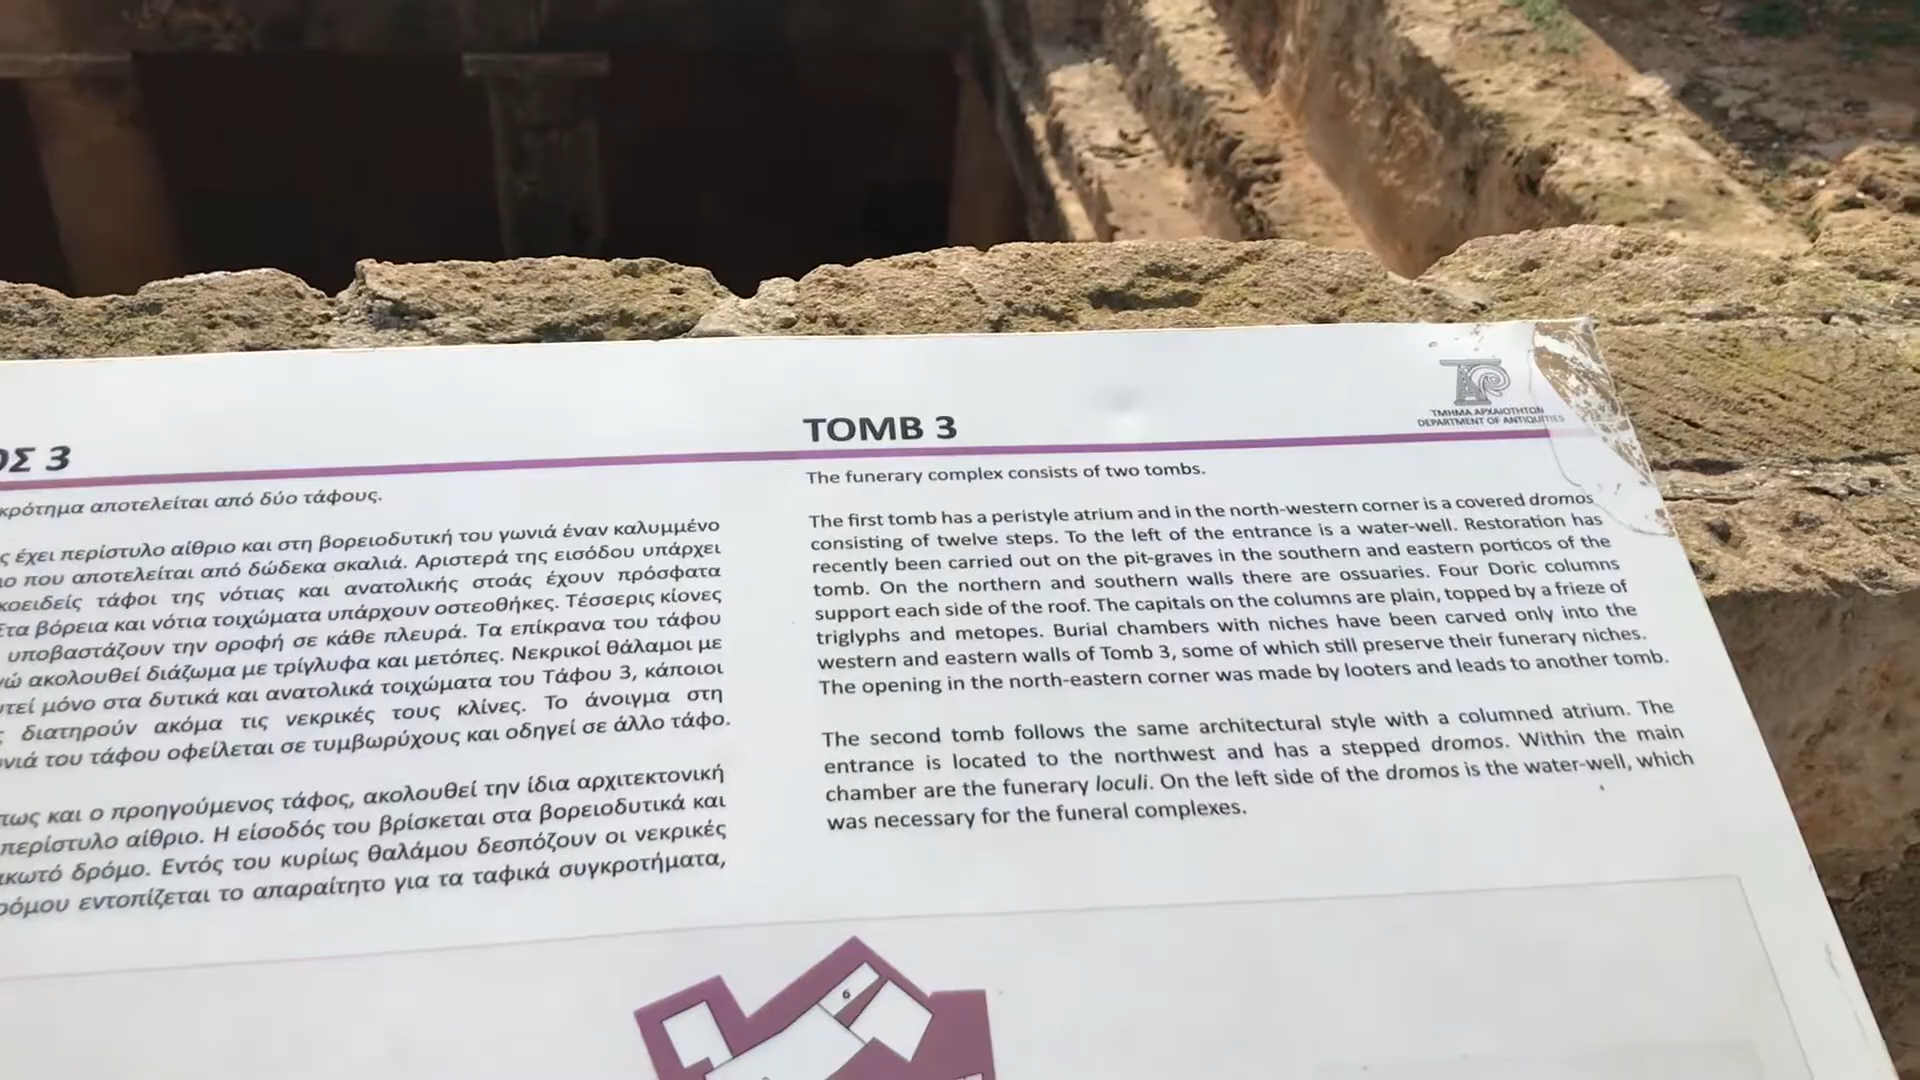 ΟΣ 3
κρότημα αποτελείται από δύο τάφους.
ς έχει περίστυλο αίθριο και στη βορειοδυτική του γωνιά έναν καλυμμένο
ο που αποτελείται από δώδεκα σκαλιά. Αριστερά της εισόδου υπάρχει
κοειδείς τάφοι της νότιας και ανατολικής στοάς έχουν πρόσφατα
Στα βόρεια και νότια τοιχώματα υπάρχουν οστεοθήκες. Τέσσερις κίονες
υποβαστάζουν την οροφή σε κάθε πλευρά. Τα επίκρανα του τάφου
νώ ακολουθεί διάζωμα με τρίγλυφα και μετόπες. Νεκρικοί θάλαμοι με
υτεί μόνο στα δυτικά και ανατολικά τοιχώματα του Τάφου 3, κάποιοι
ς διατηρούν ακόμα τις νεκρικές τους κλίνες. Το άνοιγμα στη
νιά του τάφου οφείλεται σε τυμβωρύχους και οδηγεί σε άλλο τάφο.
πως και ο προηγούμενος τάφος, ακολουθεί την ίδια αρχιτεκτονική
περίστυλο αίθριο. Η είσοδός του βρίσκεται στα βορειοδυτικά και
ακωτό δρόμο. Εντός του κυρίως θαλάμου δεσπόζουν οι νεκρικές
ρόμου εντοπίζεται το απαραίτητο για τα ταφικά συγκροτήματα,
TOMB 3
ΤΜΗΜΑ ΑΡΧΑΙΟΤΗΤΩΝ
DEPARTMENT OF ANTIQUITIES
The funerary complex consists of two tombs.
The first tomb has a peristyle atrium and in the north-western corner is a covered dromos
consisting of twelve steps. To the left of the entrance is a water-well. Restoration has
recently been carried out on the pit-graves in the southern and eastern porticos of the
tomb. On the northern and southern walls there are ossuaries. Four Doric columns
support each side of the roof. The capitals on the columns are plain, topped by a frieze of
triglyphs and metopes. Burial chambers with niches have been carved only into the
western and eastern walls of Tomb 3, some of which still preserve their funerary niches.
The opening in the north-eastern corner was made by looters and leads to another tomb.
The second tomb follows the same architectural style with a columned atrium. The
entrance is located to the northwest and has a stepped dromos. Within the main
chamber are the funerary loculi. On the left side of the dromos is the water-well, which
was necessary for the funeral complexes.
6